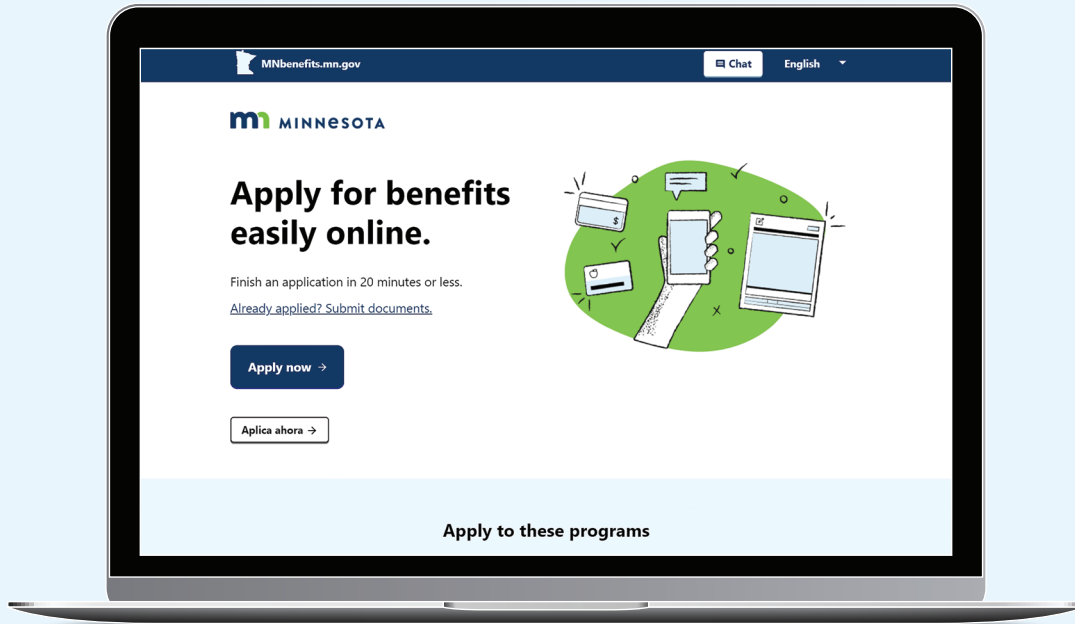 MNbenefits.mn.gov
Chat
English
mn MINNESOTA
Apply for benefits
easily online.
Finish an application in 20 minutes or less.
Already applied? Submit documents.
Apply now →
Aplica ahora →
$
Apply to these programs